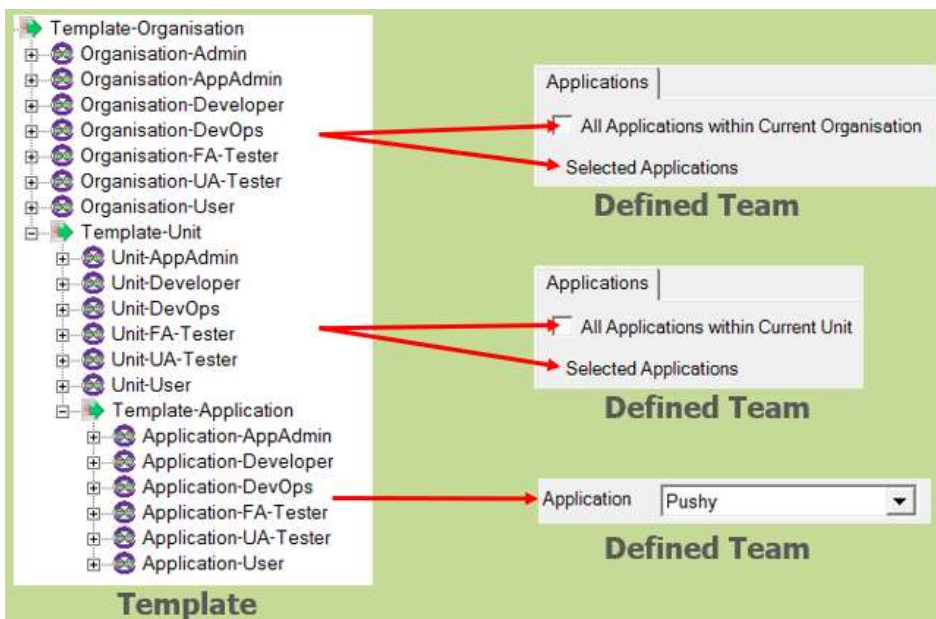 Template-Organisation
Organisation-Admin
Organisation-AppAdmin
Organisation-Developer
Organisation-DevOps
Organisation-FA-Tester
Organisation-UA-Tester
Organisation-User
Template-Unit
Unit-AppAdmin
Unit-Developer
Unit-DevOps
Unit-FA-Tester
Unit-UA-Tester
Unit-User
Template-Application
Application-AppAdmin
Application-Developer
Application-DevOps
Application-FA-Tester
Application-UA-Tester
Application-User
Template
Applications
All Applications within Current Organisation
Selected Applications
Defined Team
Applications
All Applications within Current Unit
Selected Applications
Defined Team
Application Pushy
Defined Team